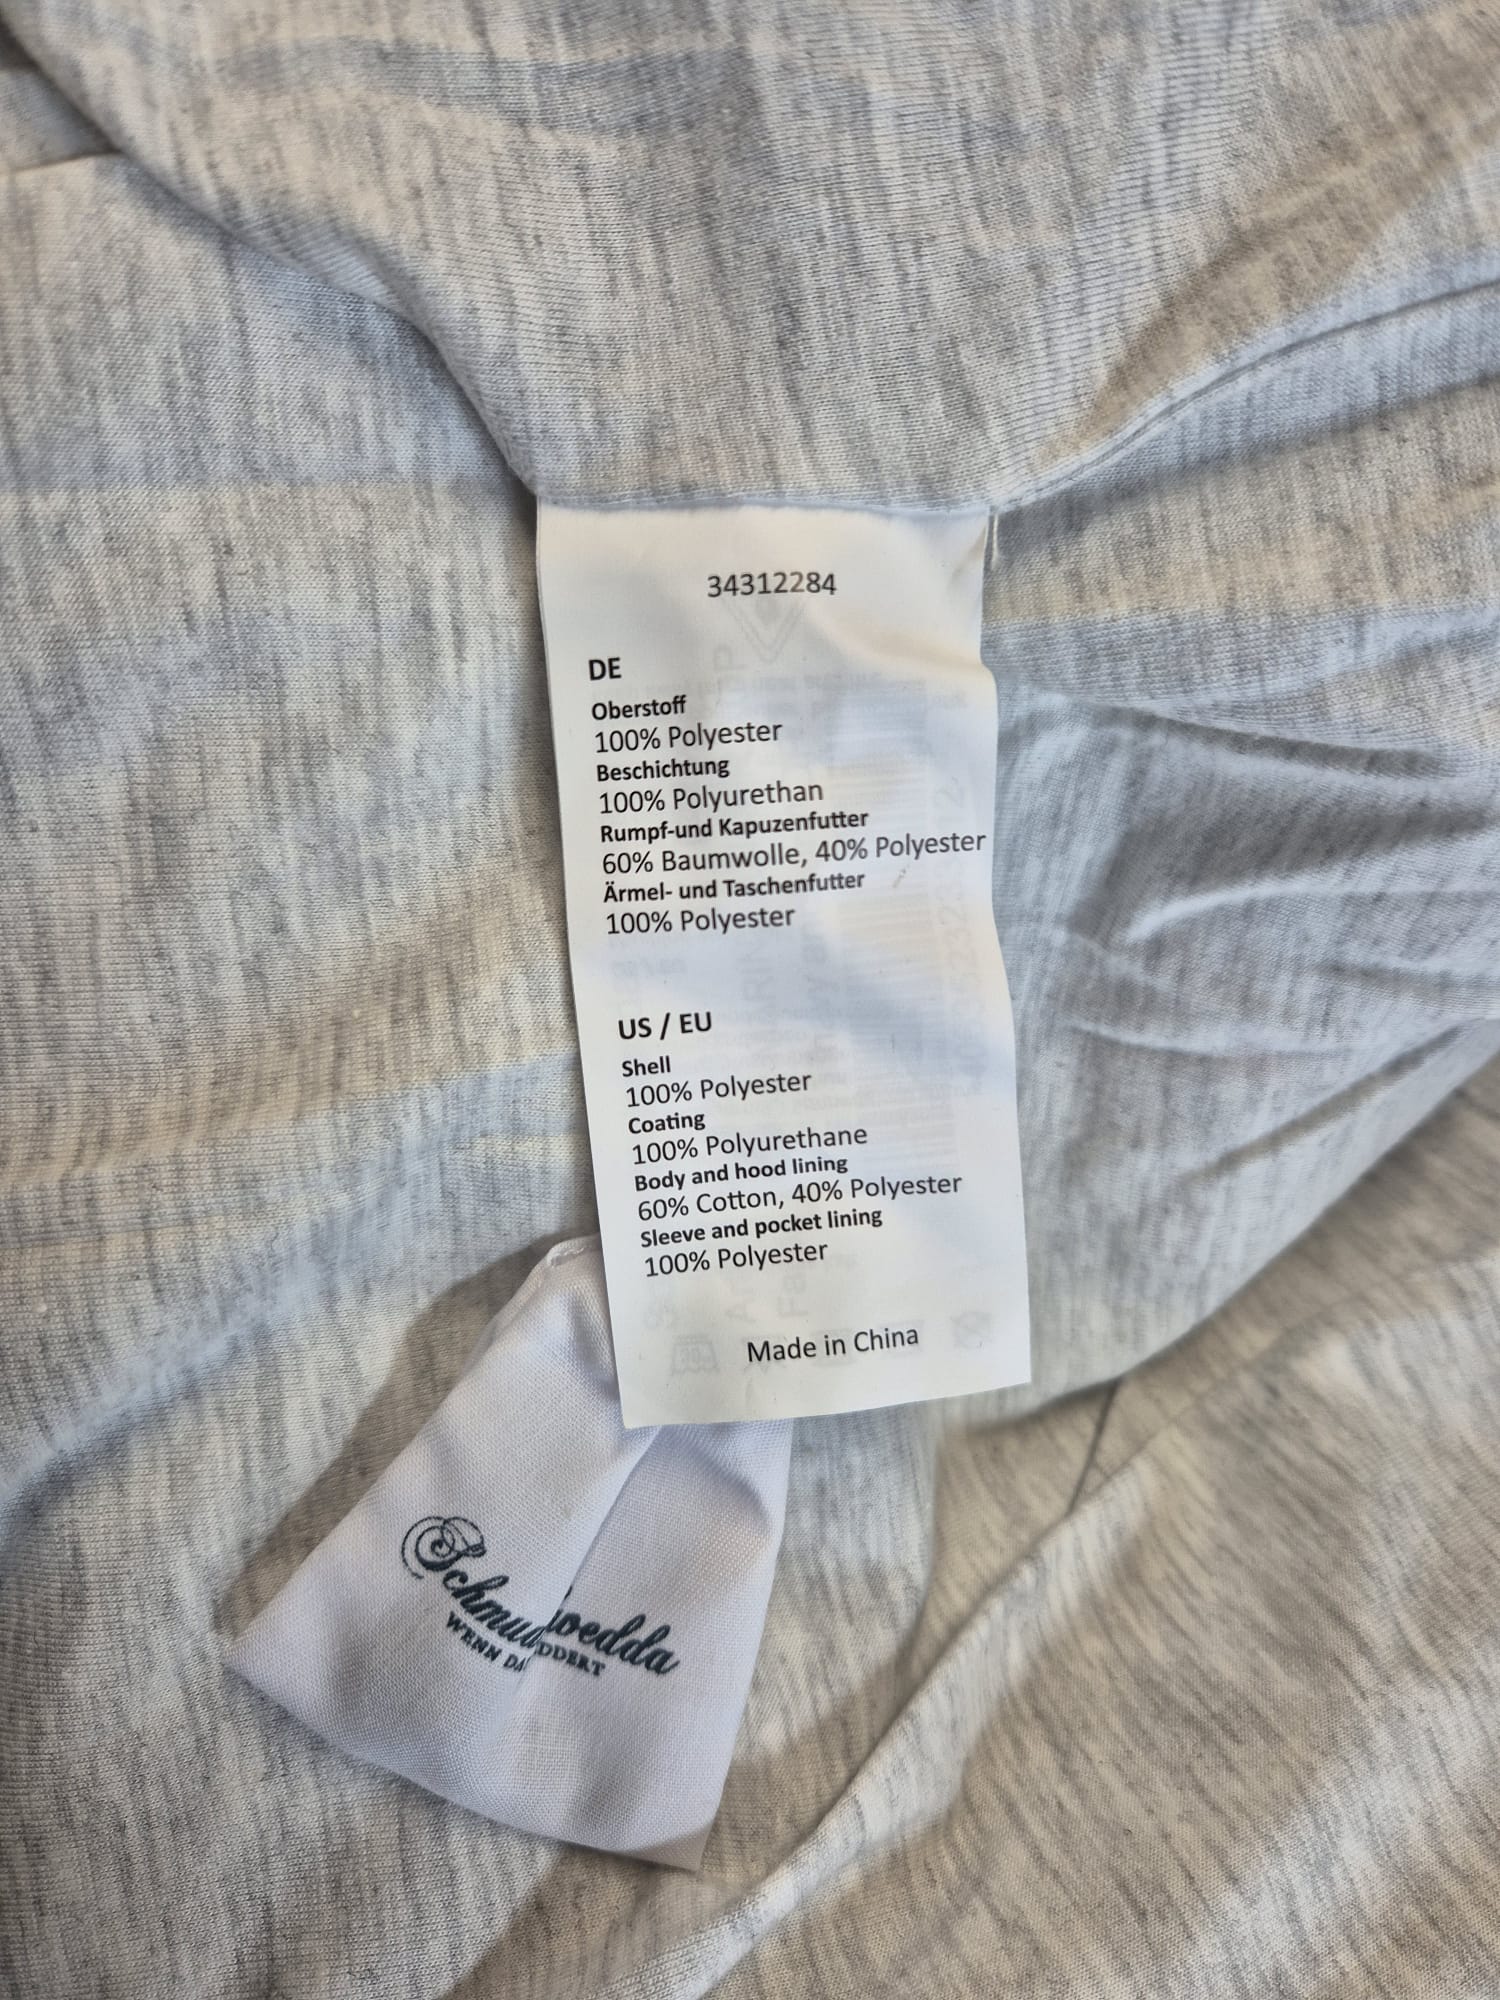 34312284
DE
Oberstoff
100% Polyester
Beschichtung
100% Polyurethan
Rumpf-und Kapuzenfutter
60% Baumwolle, 40% Polyester
Ärmel- und Taschenfutter
100% Polyester
US / EU
Shell
100% Polyester
Coating
100% Polyurethane
Body and hood lining
60% Cotton, 40% Polyester
Sleeve and pocket lining
100% Polyester
Made in China
WENN